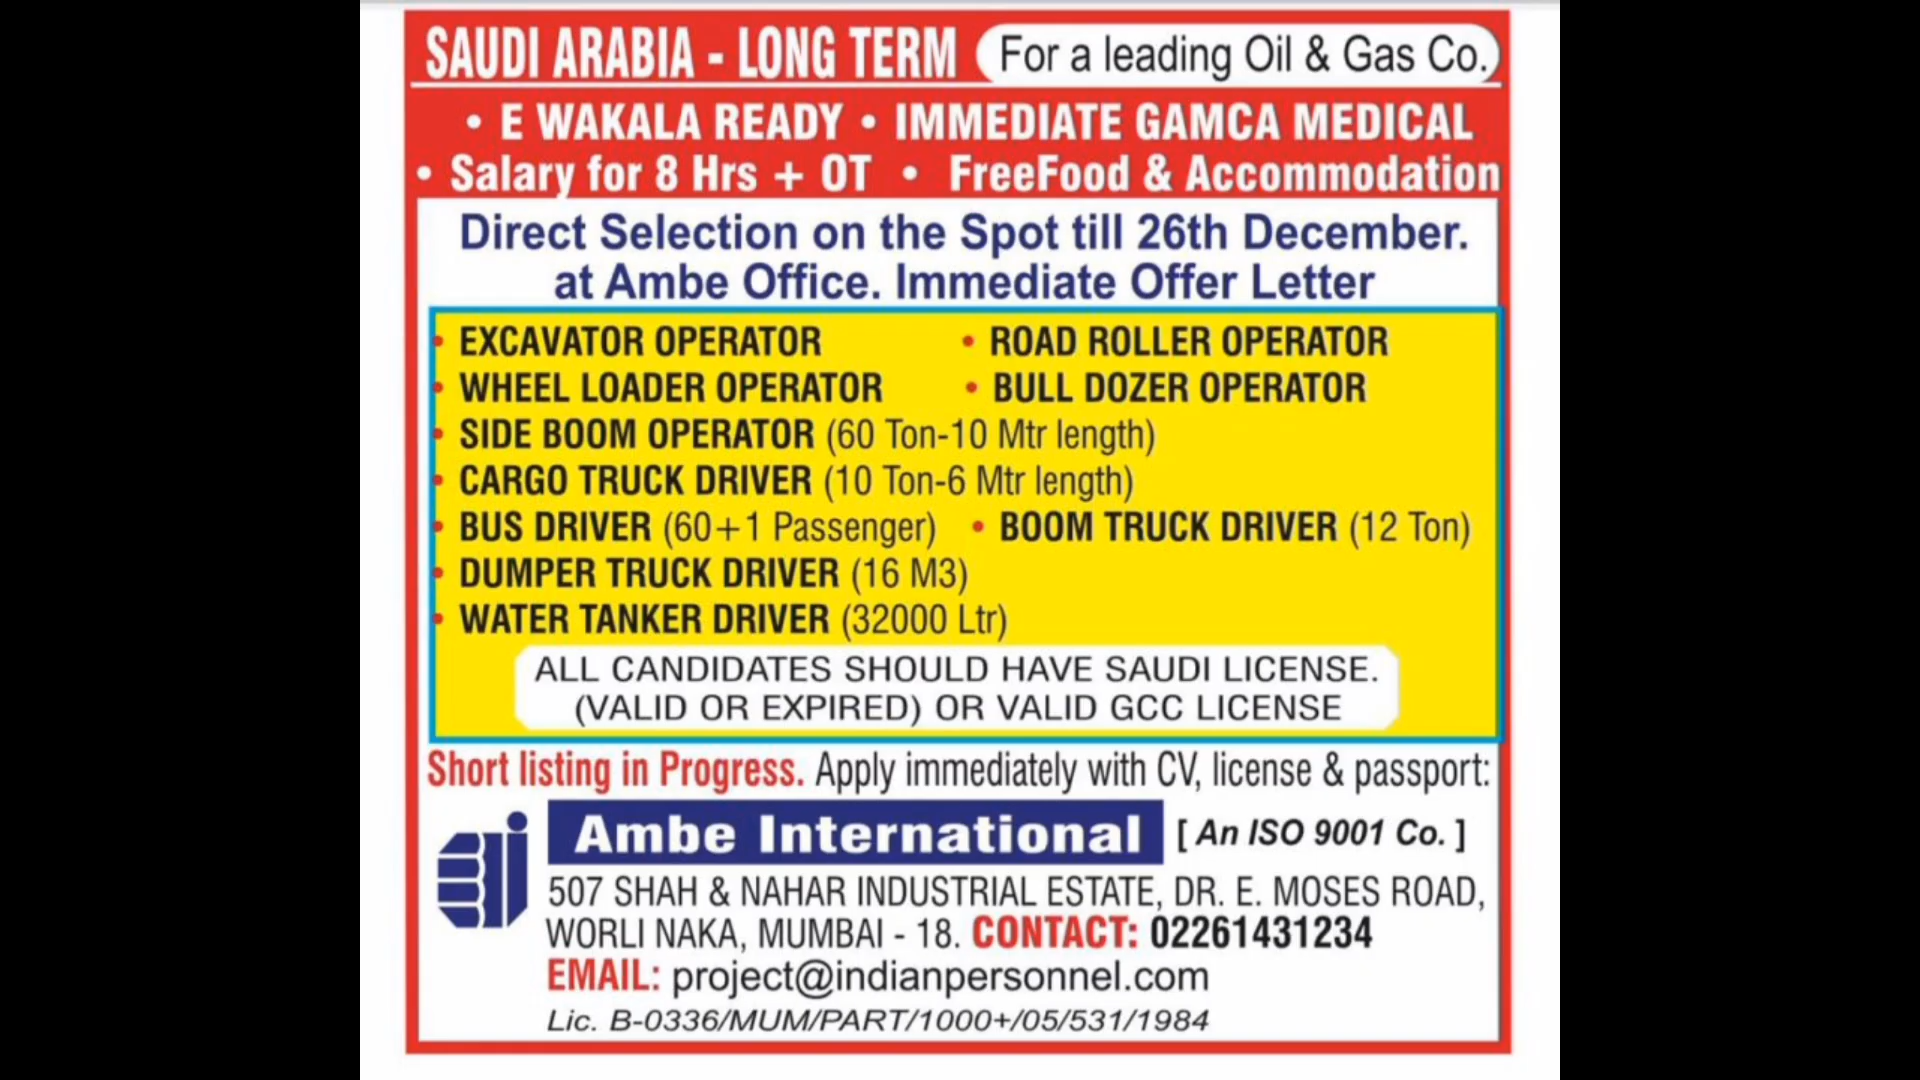 SAUDI ARABIA - LONG TERM For a leading Oil & Gas Co.
• E WAKALA READY • IMMEDIATE GAMCA MEDICAL
• Salary for 8 Hrs + OT • FreeFood & Accommodation
Direct Selection on the Spot till 26th December.
at Ambe Office. Immediate Offer Letter
• EXCAVATOR OPERATOR • ROAD ROLLER OPERATOR
• WHEEL LOADER OPERATOR • BULL DOZER OPERATOR
• SIDE BOOM OPERATOR (60 Ton-10 Mtr length)
• CARGO TRUCK DRIVER (10 Ton-6 Mtr length)
• BUS DRIVER (60+1 Passenger) • BOOM TRUCK DRIVER (12 Ton)
• DUMPER TRUCK DRIVER (16 M3)
• WATER TANKER DRIVER (32000 Ltr)
ALL CANDIDATES SHOULD HAVE SAUDI LICENSE.
(VALID OR EXPIRED) OR VALID GCC LICENSE
Short listing in Progress. Apply immediately with CV, license & passport:
Ambe International [ An ISO 9001 Co. ]
507 SHAH & NAHAR INDUSTRIAL ESTATE, DR. E. MOSES ROAD,
WORLI NAKA, MUMBAI - 18. CONTACT: 02261431234
EMAIL: project@indianpersonnel.com
Lic. B-0336/MUM/PART/1000+/05/531/1984